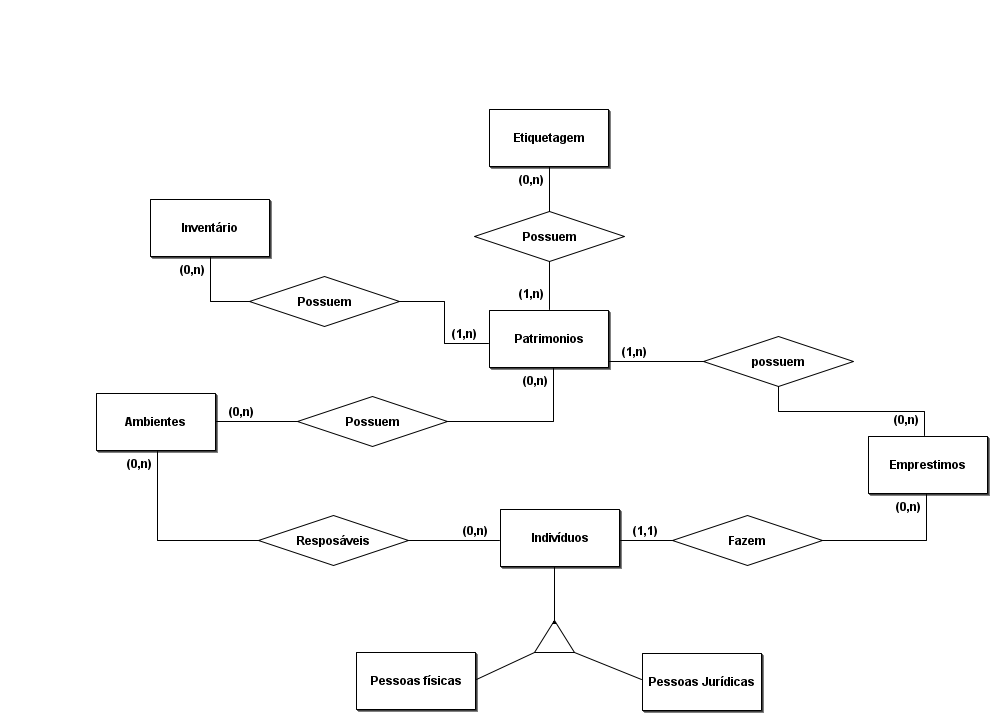 Etiquetagem
(0,n)
Possuem
(1,n)
Inventário
(0,n)
Possuem
(1,n)
Patrimonios
(1,n)
possuem
(0,n)
(0,n)
Emprestimos
(0,n)
Ambientes
(0,n)
Possuem
(0,n)
Resposáveis
(0,n)
Indivíduos
(1,1)
Fazem
Pessoas físicas
Pessoas Jurídicas